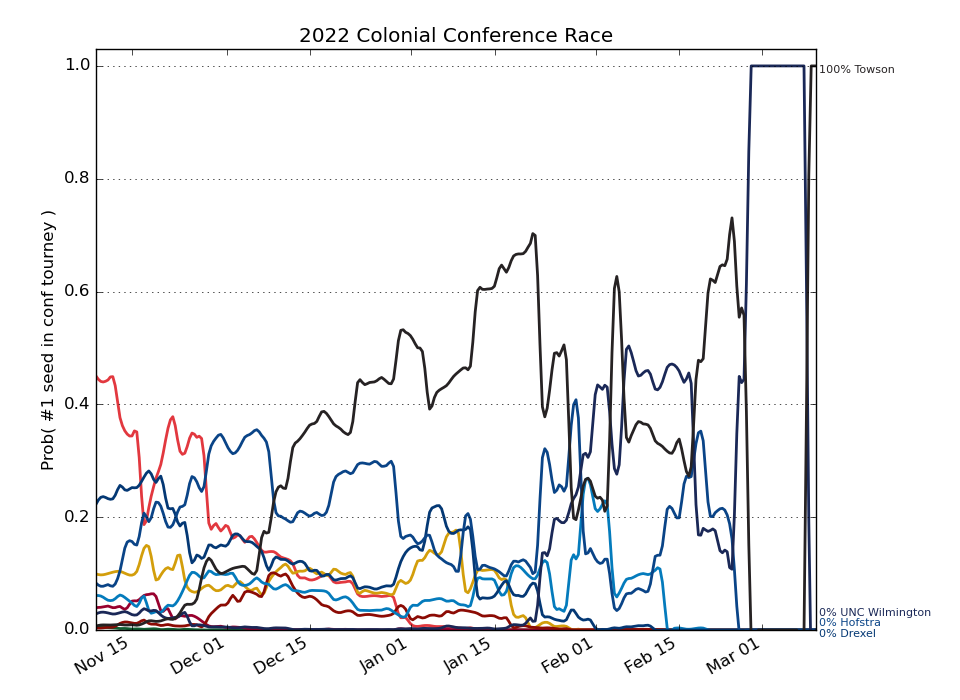 2022 Colonial Conference Race
Prob( #1 seed in conf tourney )
1.0
0.8
0.6
0.4
0.2
0.0
100% Towson
0% UNC Wilmington
0% Hofstra
0% Drexel
Nov 15
Dec 01
Dec 15
Jan 01
Jan 15
Feb 01
Feb 15
Mar 01